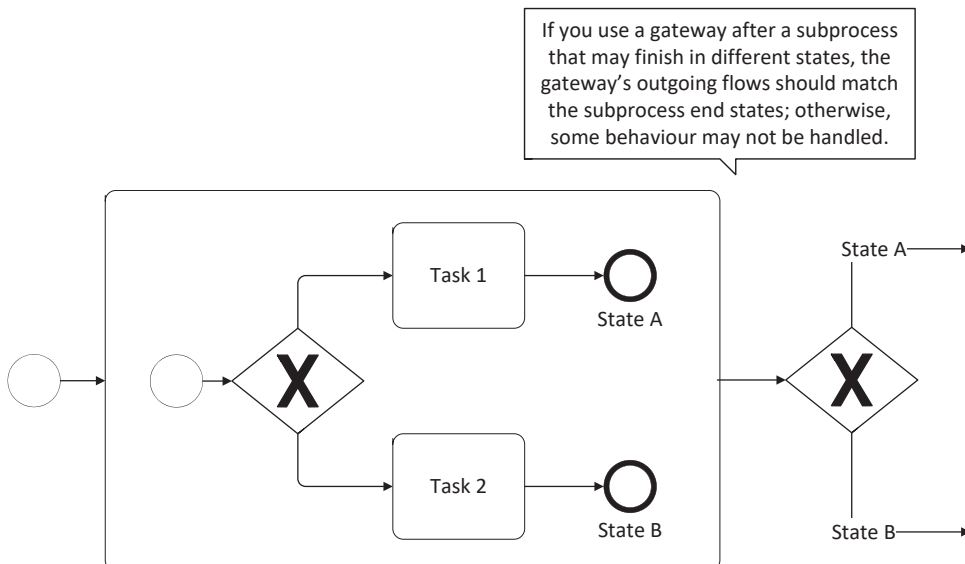 If you use a gateway after a subprocess
that may finish in different states, the
gateway's outgoing flows should match
the subprocess end states; otherwise,
some behaviour may not be handled.
Task 1
State A
State A
X
X
Task 2
State B
State B